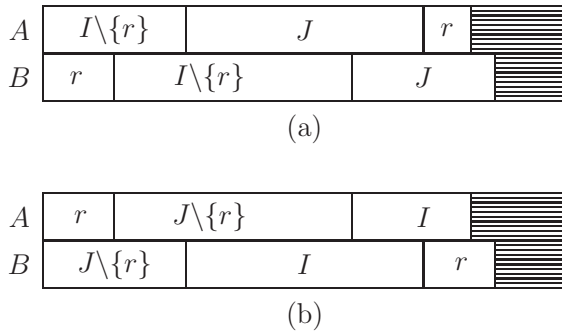 A I\{r} J r
B r I\{r} J
(a)
A r J\{r} I
B J\{r} I r
(b)